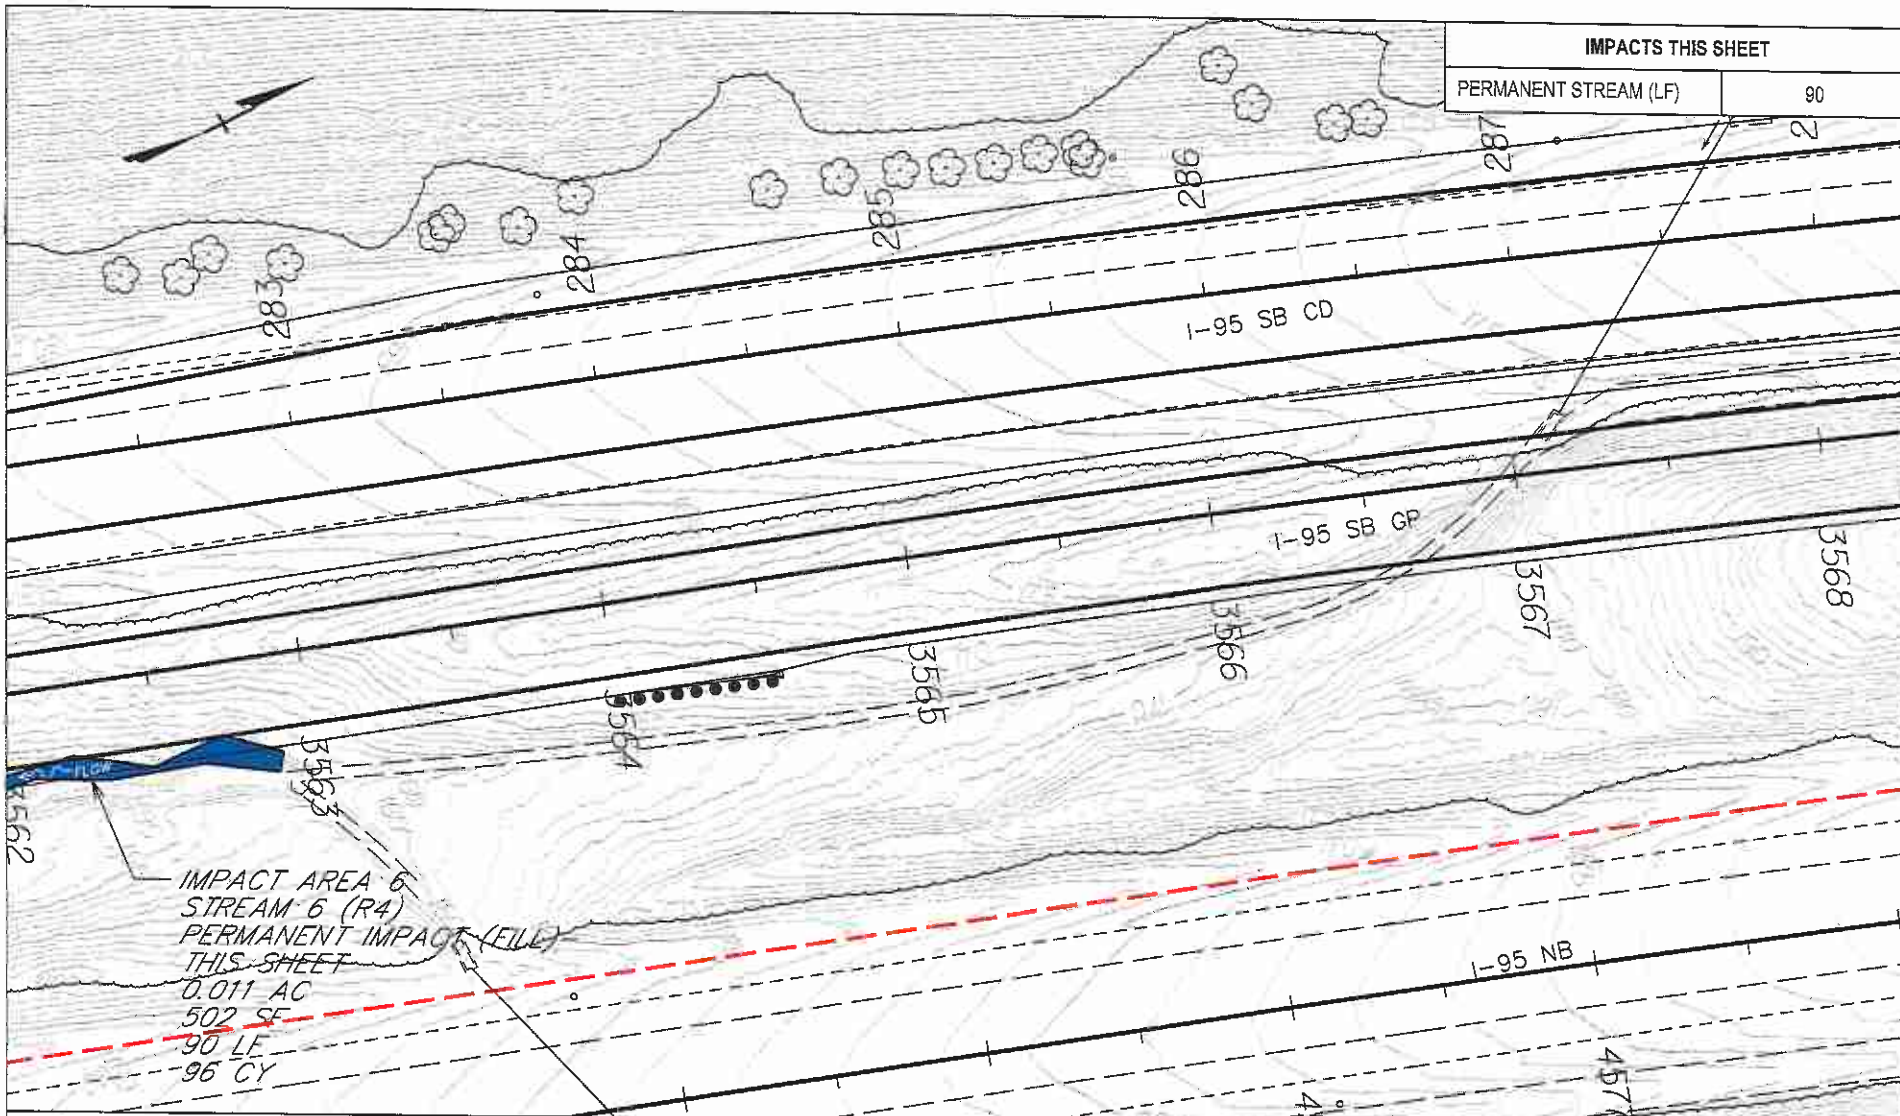 IMPACTS THIS SHEET
PERMANENT STREAM (LF) 90
287
286
285
284
283
I-95 SB CD
I-95 SB GP
3568
3567
3566
3565
3564
3563
3562
IMPACT AREA 6
STREAM 6 (R4)
PERMANENT IMPACT (FILL)
THIS SHEET
0.011 AC
502 SF
90 LF
96 CY
I-95 NB
457